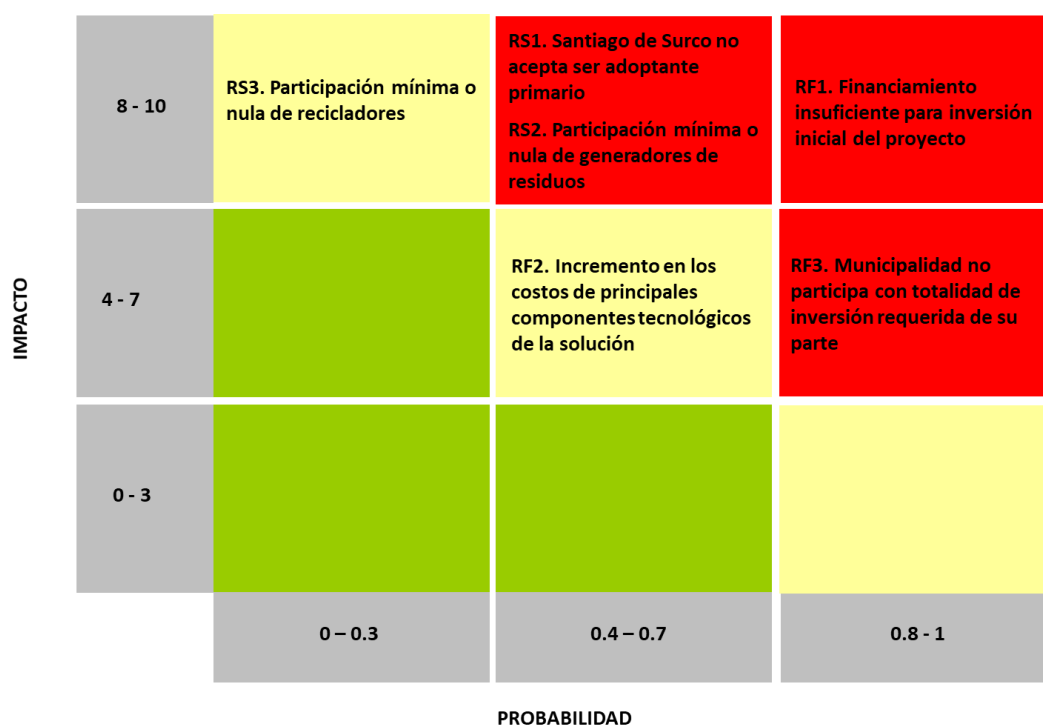 8 - 10
RS3. Participación mínima o
nula de recicladores
RS1. Santiago de Surco no
acepta ser adoptante
primario
RS2. Participación mínima o
nula de generadores de
residuos
RF1. Financiamiento
insuficiente para inversión
inicial del proyecto
IMPACTO
4 - 7
RF2. Incremento en los
costos de principales
componentes tecnológicos
de la solución
RF3. Municipalidad no
participa con totalidad de
inversión requerida de su
parte
0 - 3
0 – 0.3
0.4 – 0.7
0.8 - 1
PROBABILIDAD